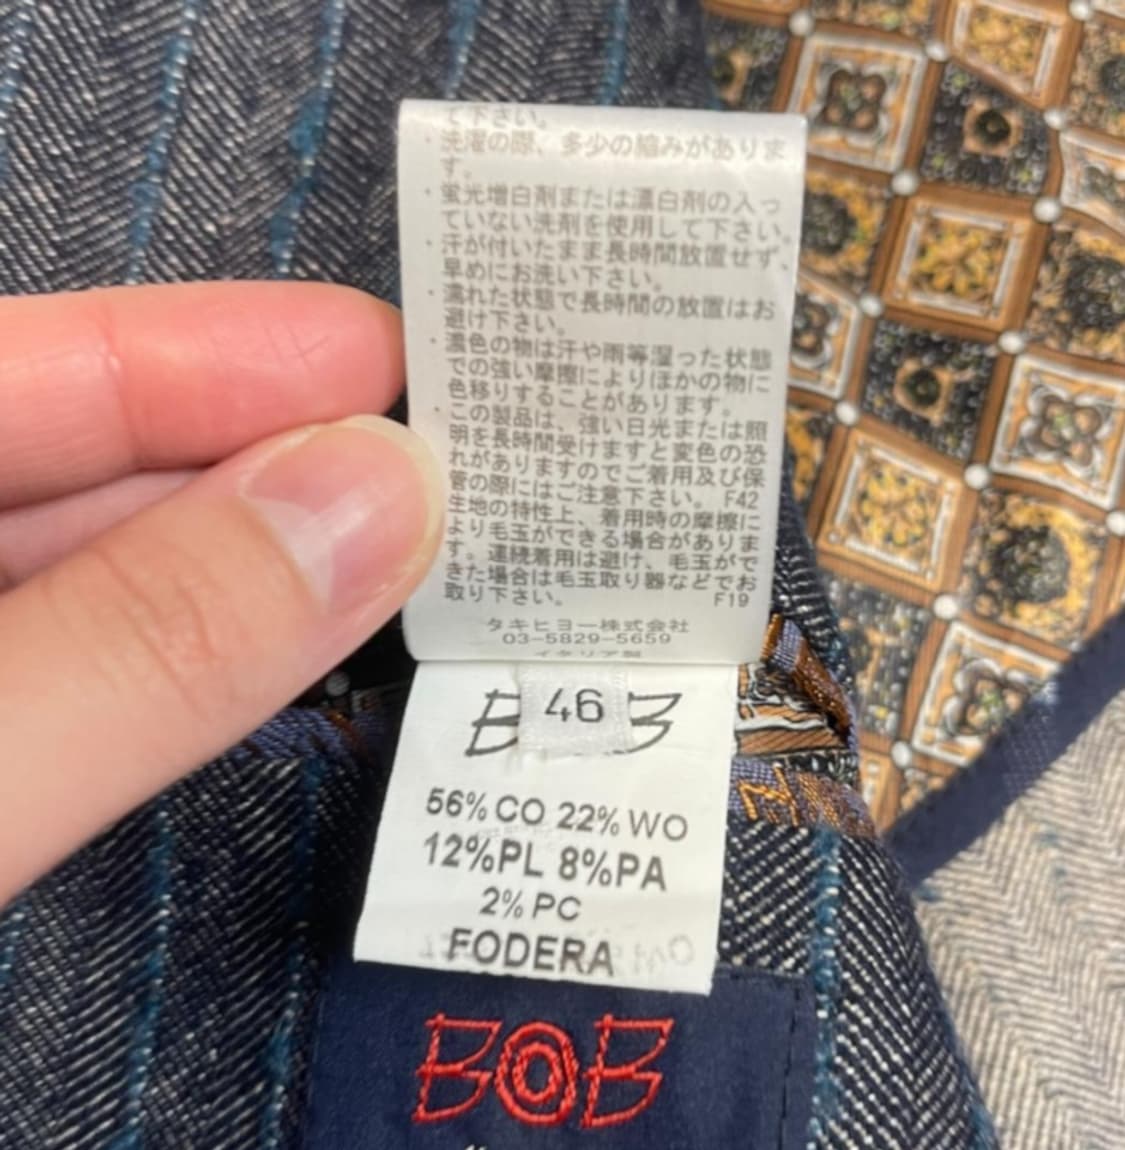 て下さい。
・洗濯の際、多少の縮みがありま
す。
・蛍光増白剤または漂白剤の入っ
ていない洗剤を使用して下さい。
・汗が付いたまま長時間放置せず、
早めにお洗い下さい。
・濡れた状態で長時間の放置はお
避け下さい。
・濃色の物は汗や雨等湿った状態
での強い摩擦によりほかの物に
色移りすることがあります。
・この製品は、強い日光または照
明を長時間受けますと変色の恐
れがありますのでご着用及び保
管の際にはご注意下さい。 F42
生地の特性上、着用時の摩擦に
より毛玉ができる場合がありま
す。連続着用は避け、毛玉がで
きた場合は毛玉取り器などでお
取り下さい。 F19
タキヒヨー株式会社
03-5829-5659
イタリア製
46
56% CO 22% WO
12%PL 8%PA
2% PC
FODERA
BOB